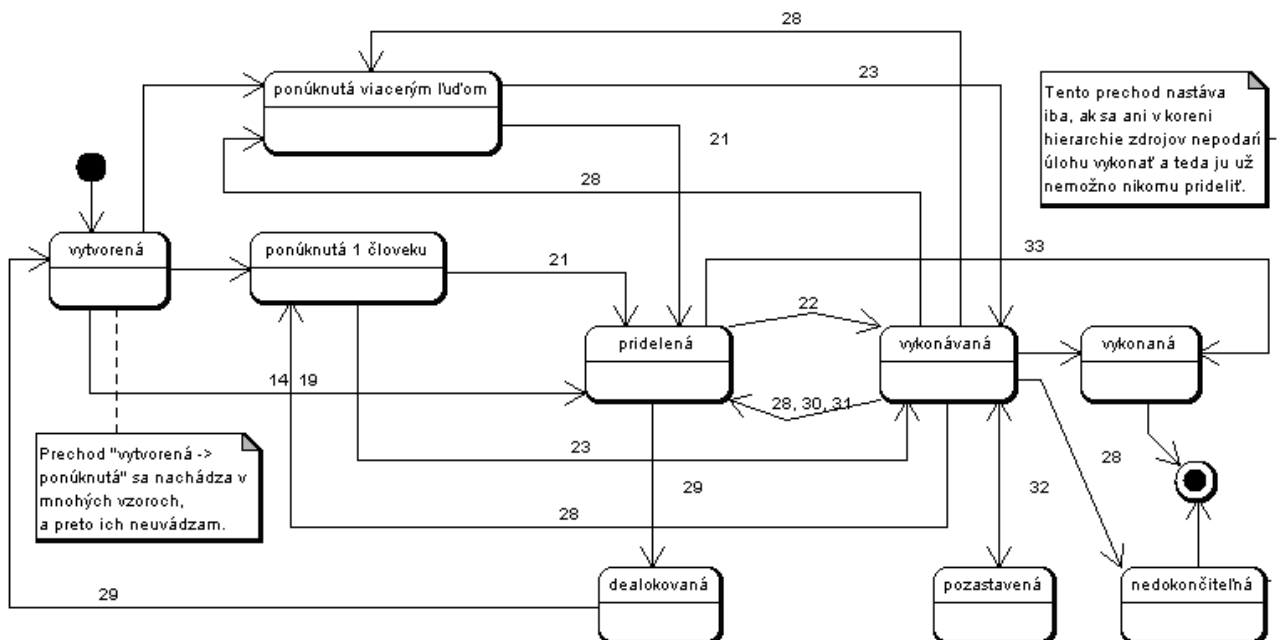 28
ponúknutá viacerým ľuďom
23
Tento prechod nastáva
iba, ak sa ani v koreni
hierarchie zdrojov nepodarí
úlohu vykonať a teda ju už
nemožno nikomu prideliť.
21
28
vytvorená
ponúknutá 1 človeku
21
33
22
pridelená
vykonávaná
vykonaná
14, 19
28, 30, 31
Prechod "vytvorená ->
ponúknutá" sa nachádza v
mnohých vzoroch,
a preto ich neuvádzam.
23
28
29
32
28
dealokovaná
pozastavená
nedokončiteľná
29